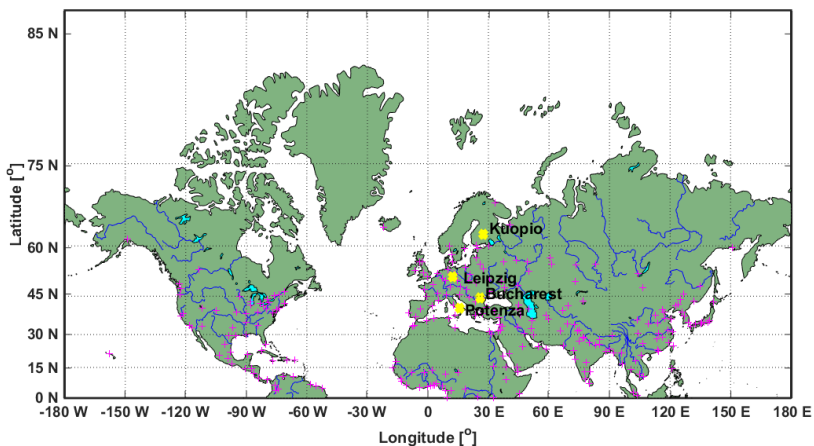 85 N
75 N
60 N
45 N
30 N
15 N
0 N
Latitude [°]
Kuopio
Leipzig
Bucharest
Potenza
-180 W -150 W -120 W -90 W -60 W -30 W 0 30 E 60 E 90 E 120 E 150 E 180 E
Longitude [°]